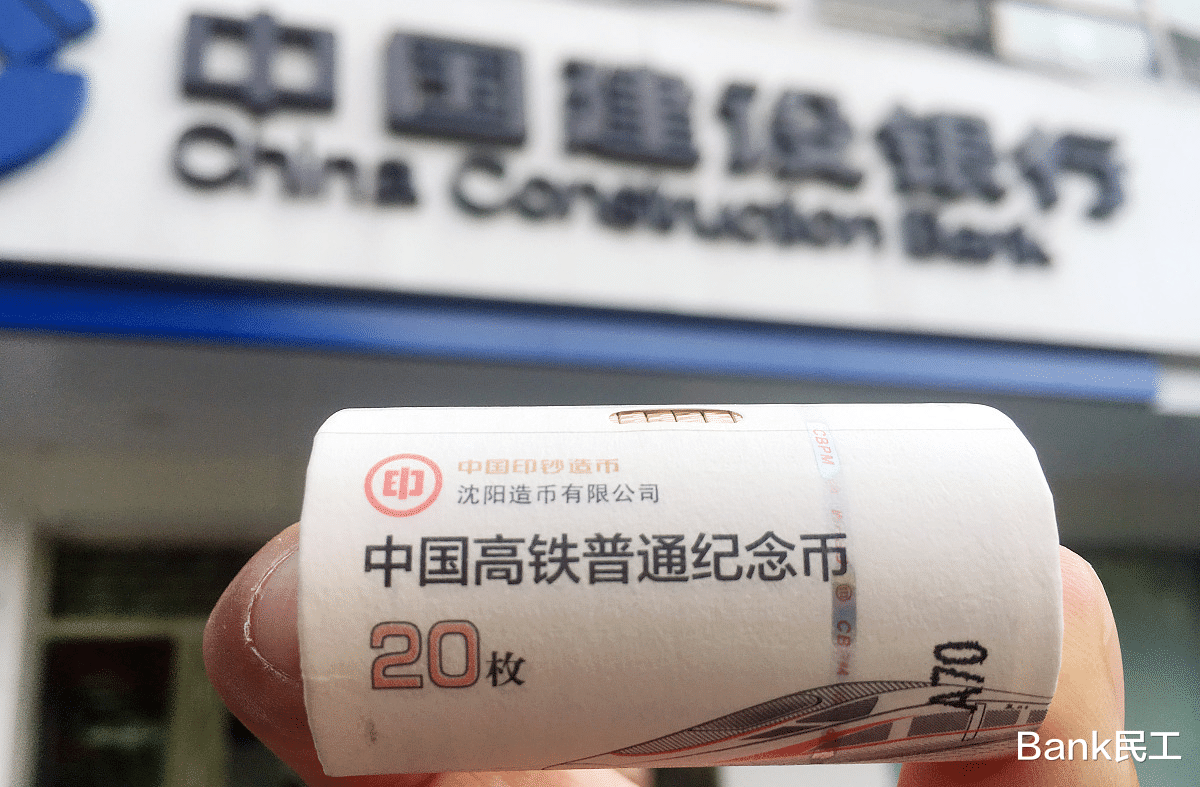 中国建设银行
China Construction Bank
CBPM
印
中国印钞造币
沈阳造币有限公司
中国高铁普通纪念币
20枚
A70
Bank民工